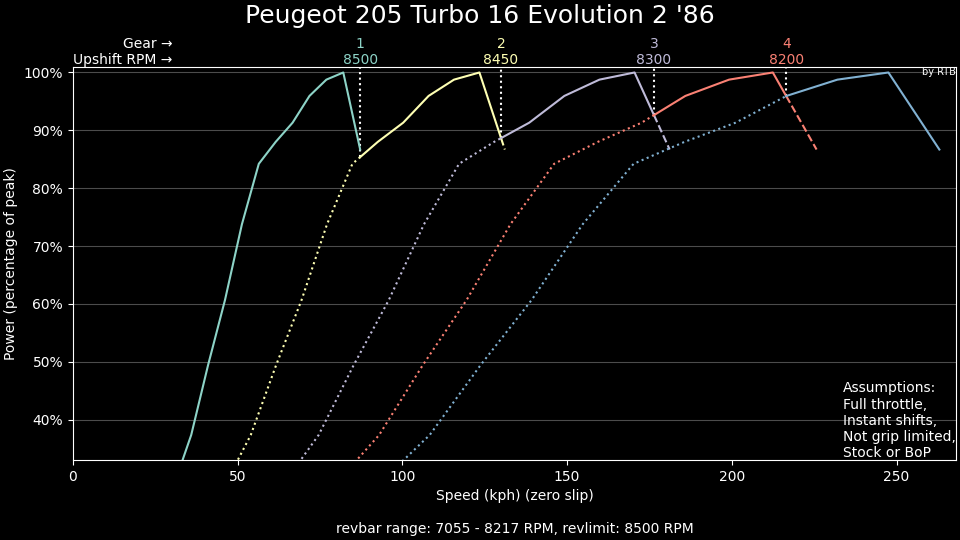 Peugeot 205 Turbo 16 Evolution 2 '86
Gear → 1 2 3 4
Upshift RPM → 8500 8450 8300 8200
by RTB
100%
90%
80%
70%
60%
50%
40%
Power (percentage of peak)
Assumptions:
Full throttle,
Instant shifts,
Not grip limited,
Stock or BoP
0 50 100 150 200 250
Speed (kph) (zero slip)
revbar range: 7055 - 8217 RPM, revlimit: 8500 RPM